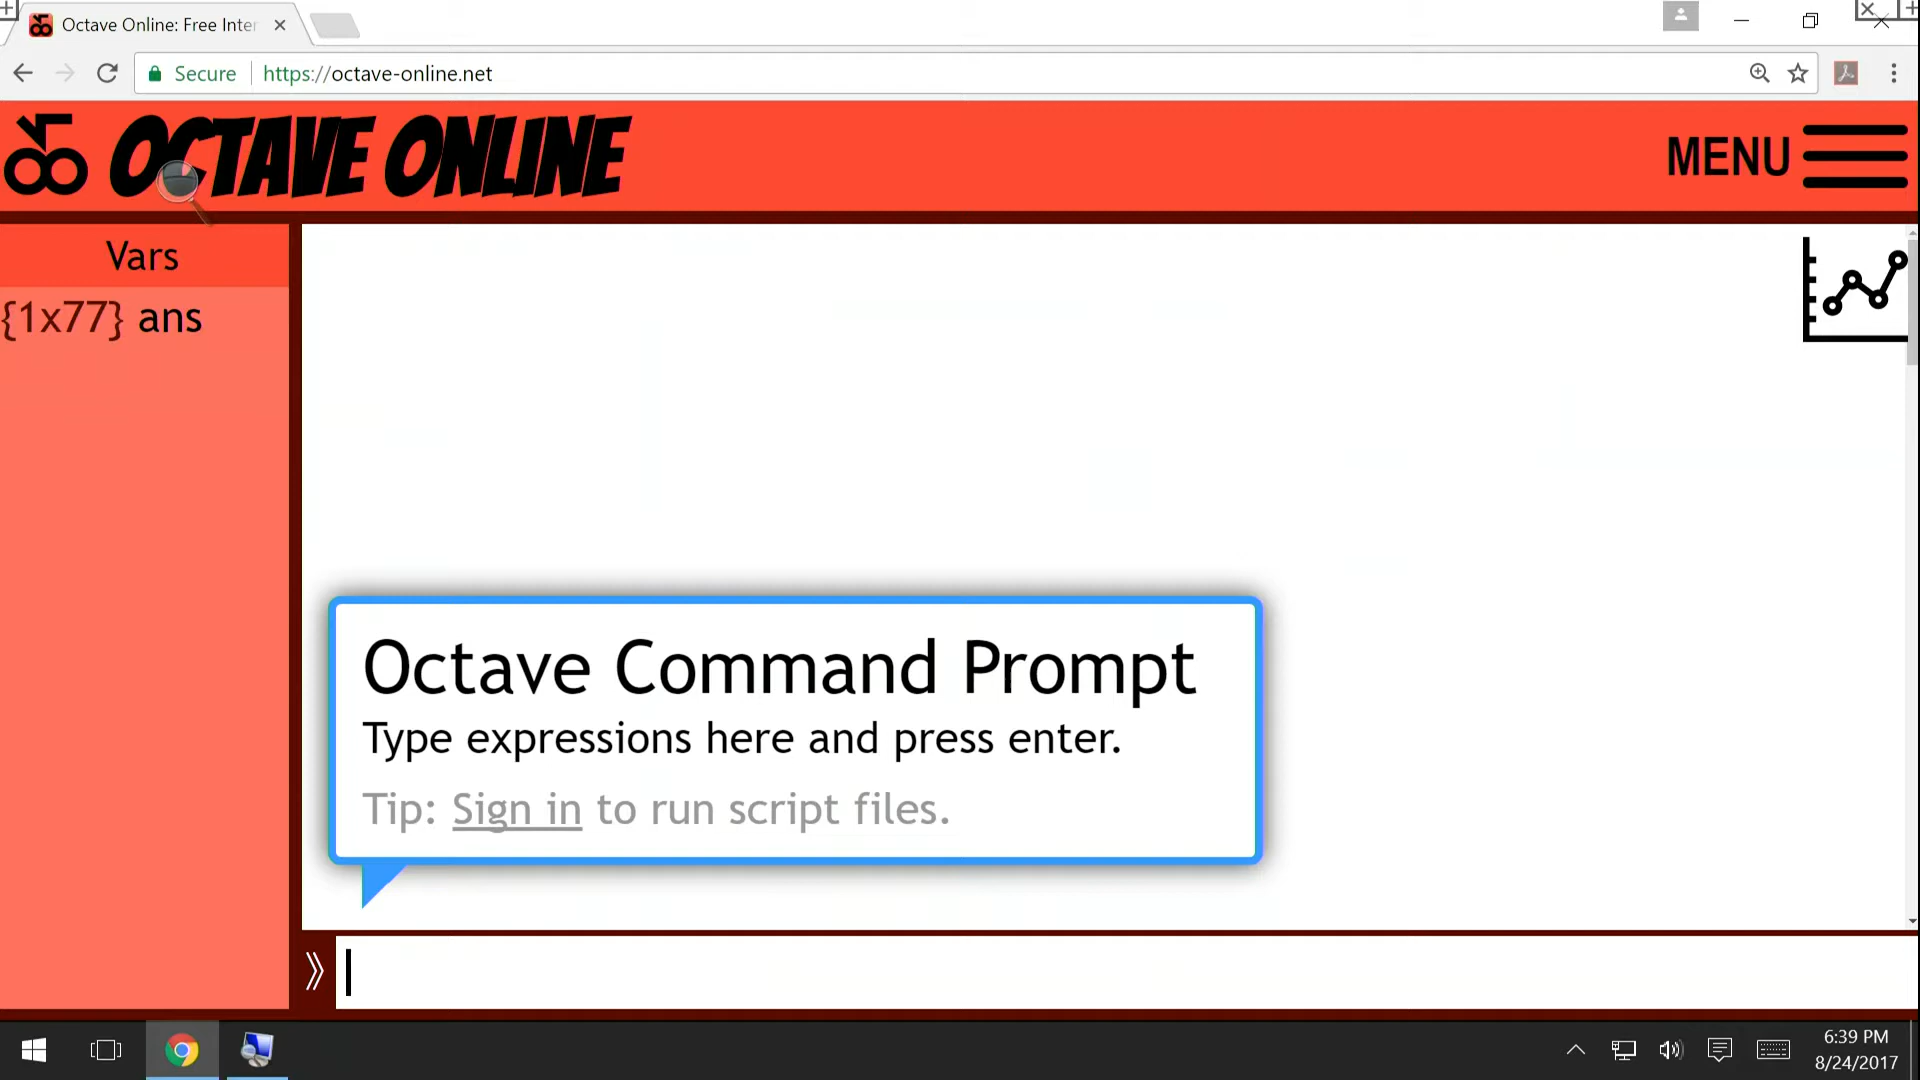 Octave Online: Free Inter
Secure
https://octave-online.net
OCTAVE ONLINE
MENU
Vars
{1x77} ans
Octave Command Prompt
Type expressions here and press enter.
Tip: Sign in to run script files.
6:39 PM
8/24/2017